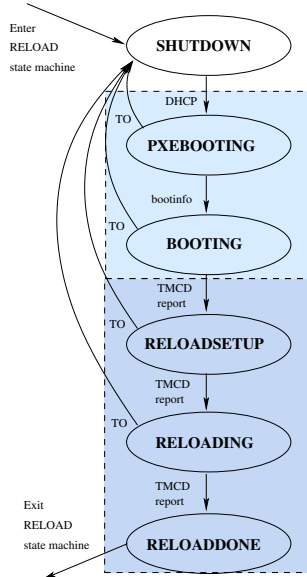 Enter
RELOAD
state machine
SHUTDOWN
DHCP
TO
PXEBOOTING
bootinfo
TO
BOOTING
TMCD
report
TO
RELOADSETUP
TMCD
report
TO
RELOADING
TMCD
report
Exit
RELOAD
state machine
RELOADDONE